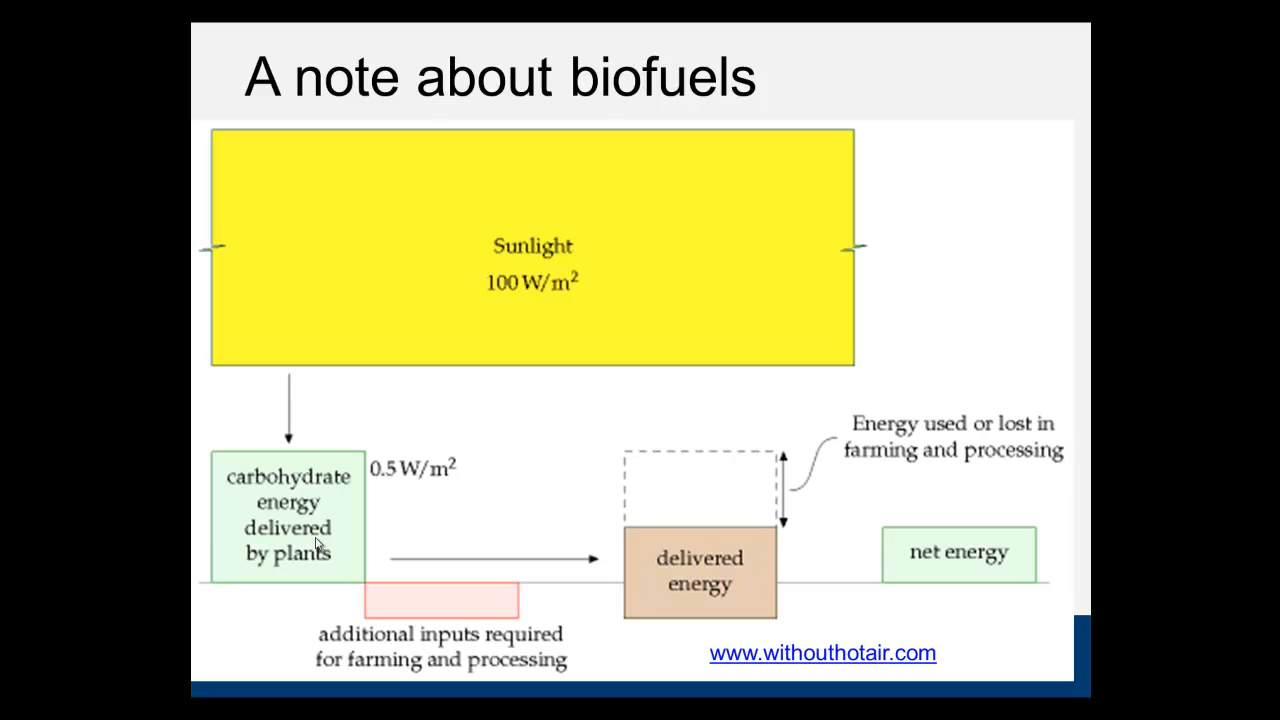 A note about biofuels
Sunlight
100 W/m²
Energy used or lost in
farming and processing
carbohydrate
energy
delivered
by plants
0.5 W/m²
delivered
energy
net energy
additional inputs required
for farming and processing
www.withouthotair.com